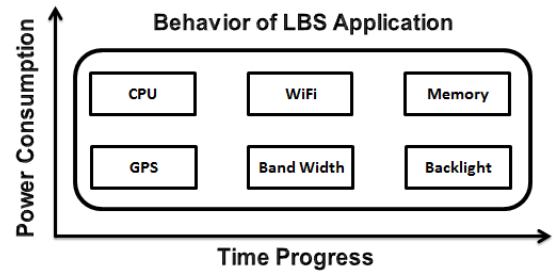 Behavior of LBS Application
Power Consumption
CPU
WiFi
Memory
GPS
Band Width
Backlight
Time Progress